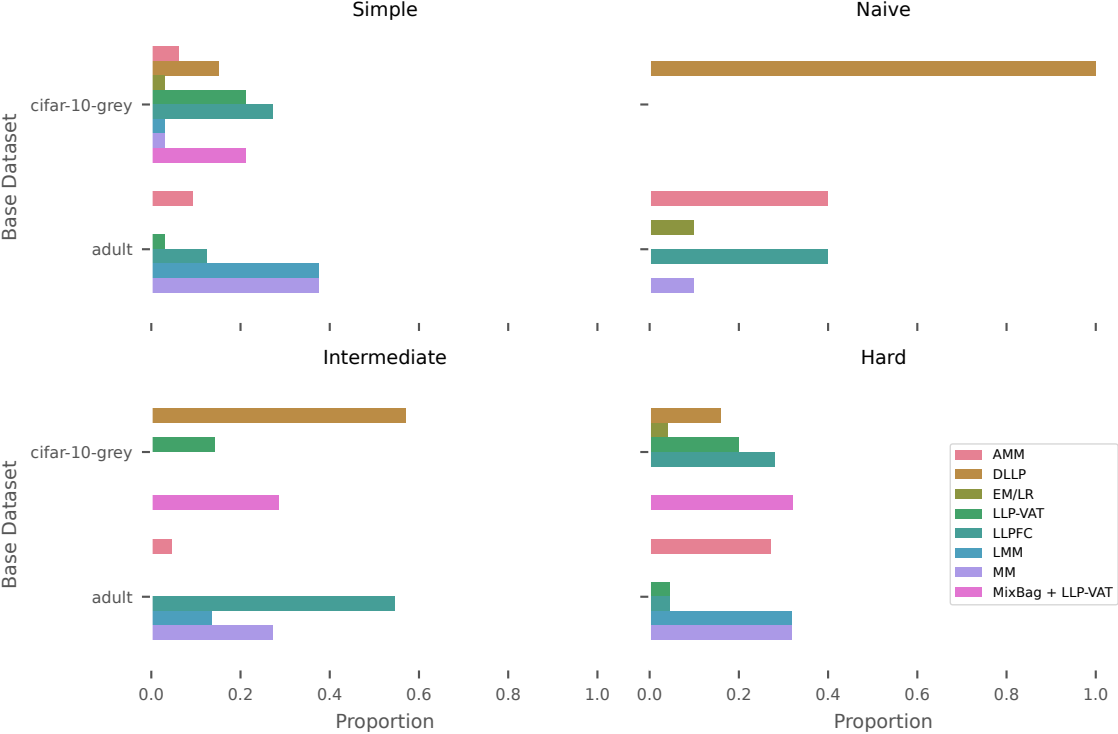 Simple
Naive
Base Dataset
cifar-10-grey
adult
Intermediate
Hard
Base Dataset
cifar-10-grey
adult
0.0 0.2 0.4 0.6 0.8 1.0
Proportion
0.0 0.2 0.4 0.6 0.8 1.0
Proportion
AMM
DLLP
EM/LR
LLP-VAT
LLPFC
LMM
MM
MixBag + LLP-VAT